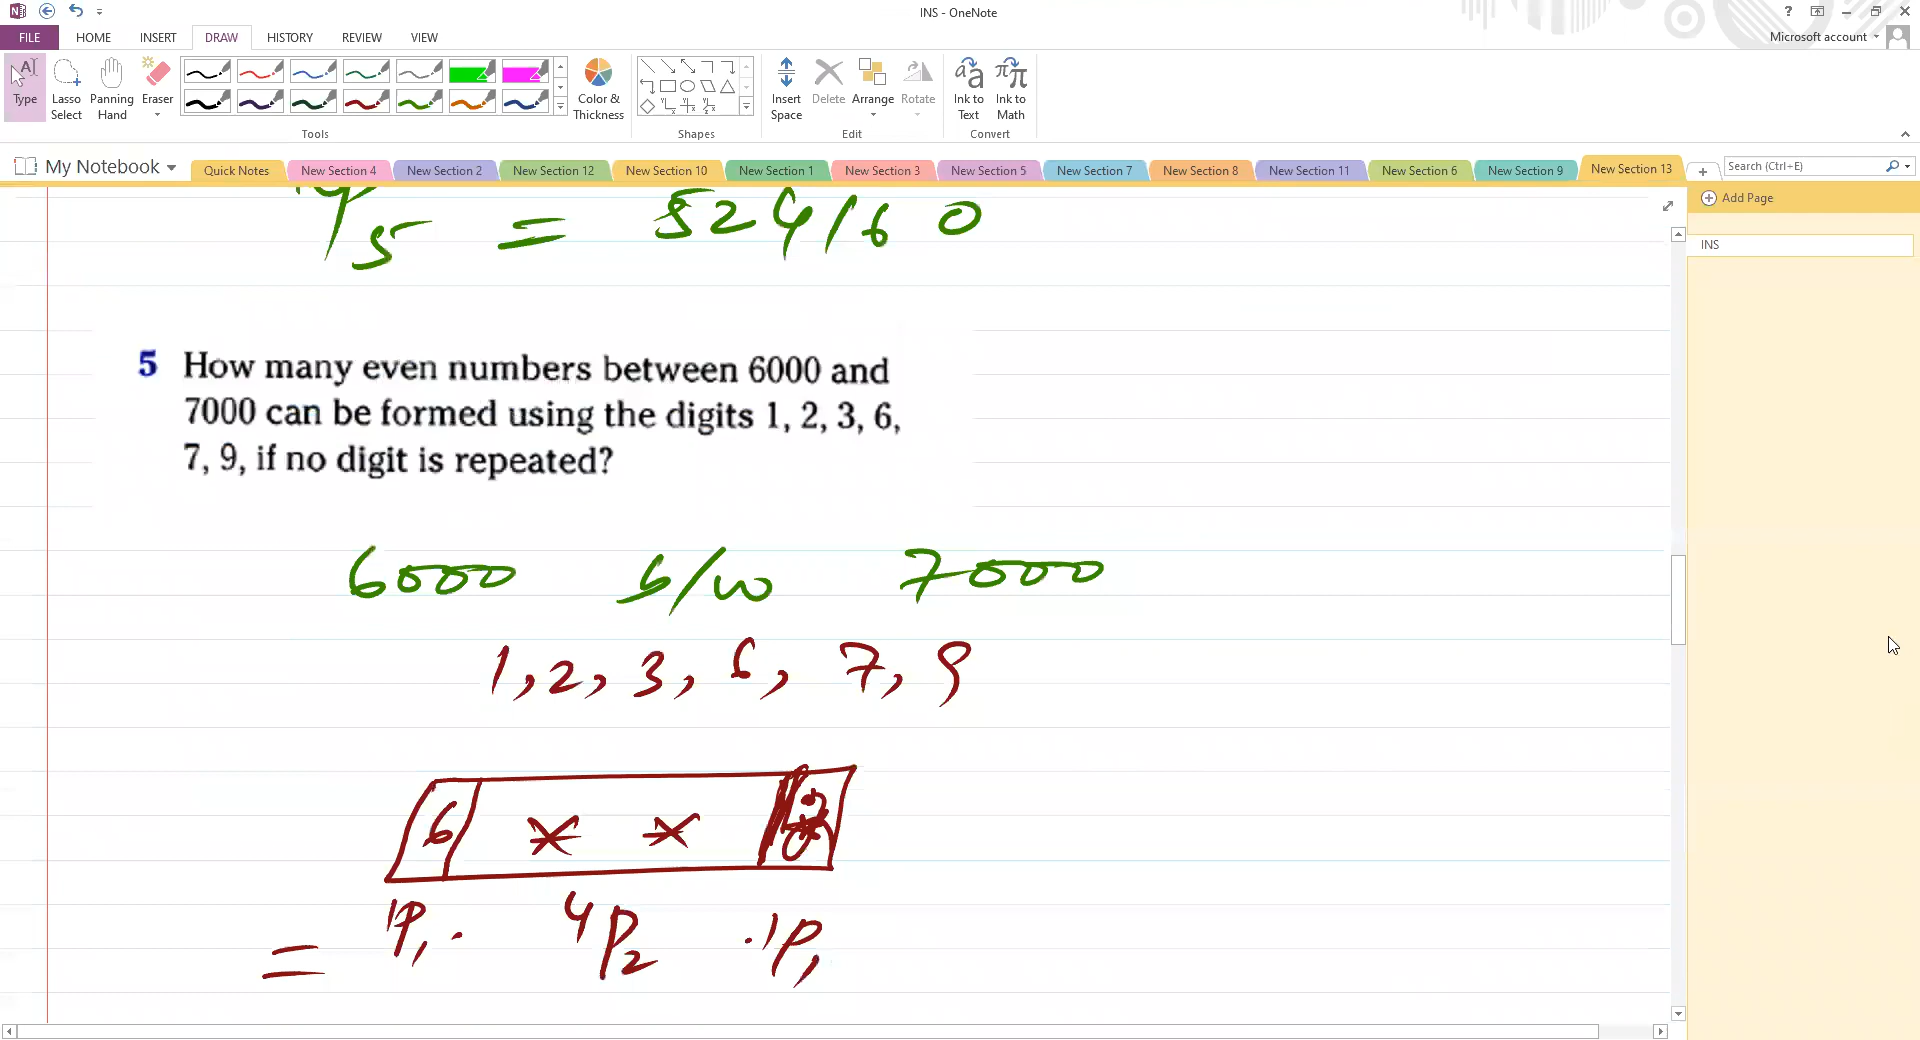 INS - OneNote
?
FILE HOME INSERT DRAW HISTORY REVIEW VIEW
Microsoft account
Type
Lasso Select
Panning Hand
Eraser
Color & Thickness
Insert Space
Delete
Arrange
Rotate
Ink to Text
Ink to Math
Tools
Shapes
Edit
Convert
My Notebook
Quick Notes New Section 4 New Section 2 New Section 12 New Section 10 New Section 1 New Section 3 New Section 5 New Section 7 New Section 8 New Section 11 New Section 6 New Section 9 New Section 13
Search (Ctrl+E)
Add Page
INS
5 = 524160
5 How many even numbers between 6000 and
7000 can be formed using the digits 1, 2, 3, 6,
7, 9, if no digit is repeated?
6000 b/w 7000
1, 2, 3, 6, 7, 9
6 * *
= ¹P₁ . ⁴P₂ . ¹P₁